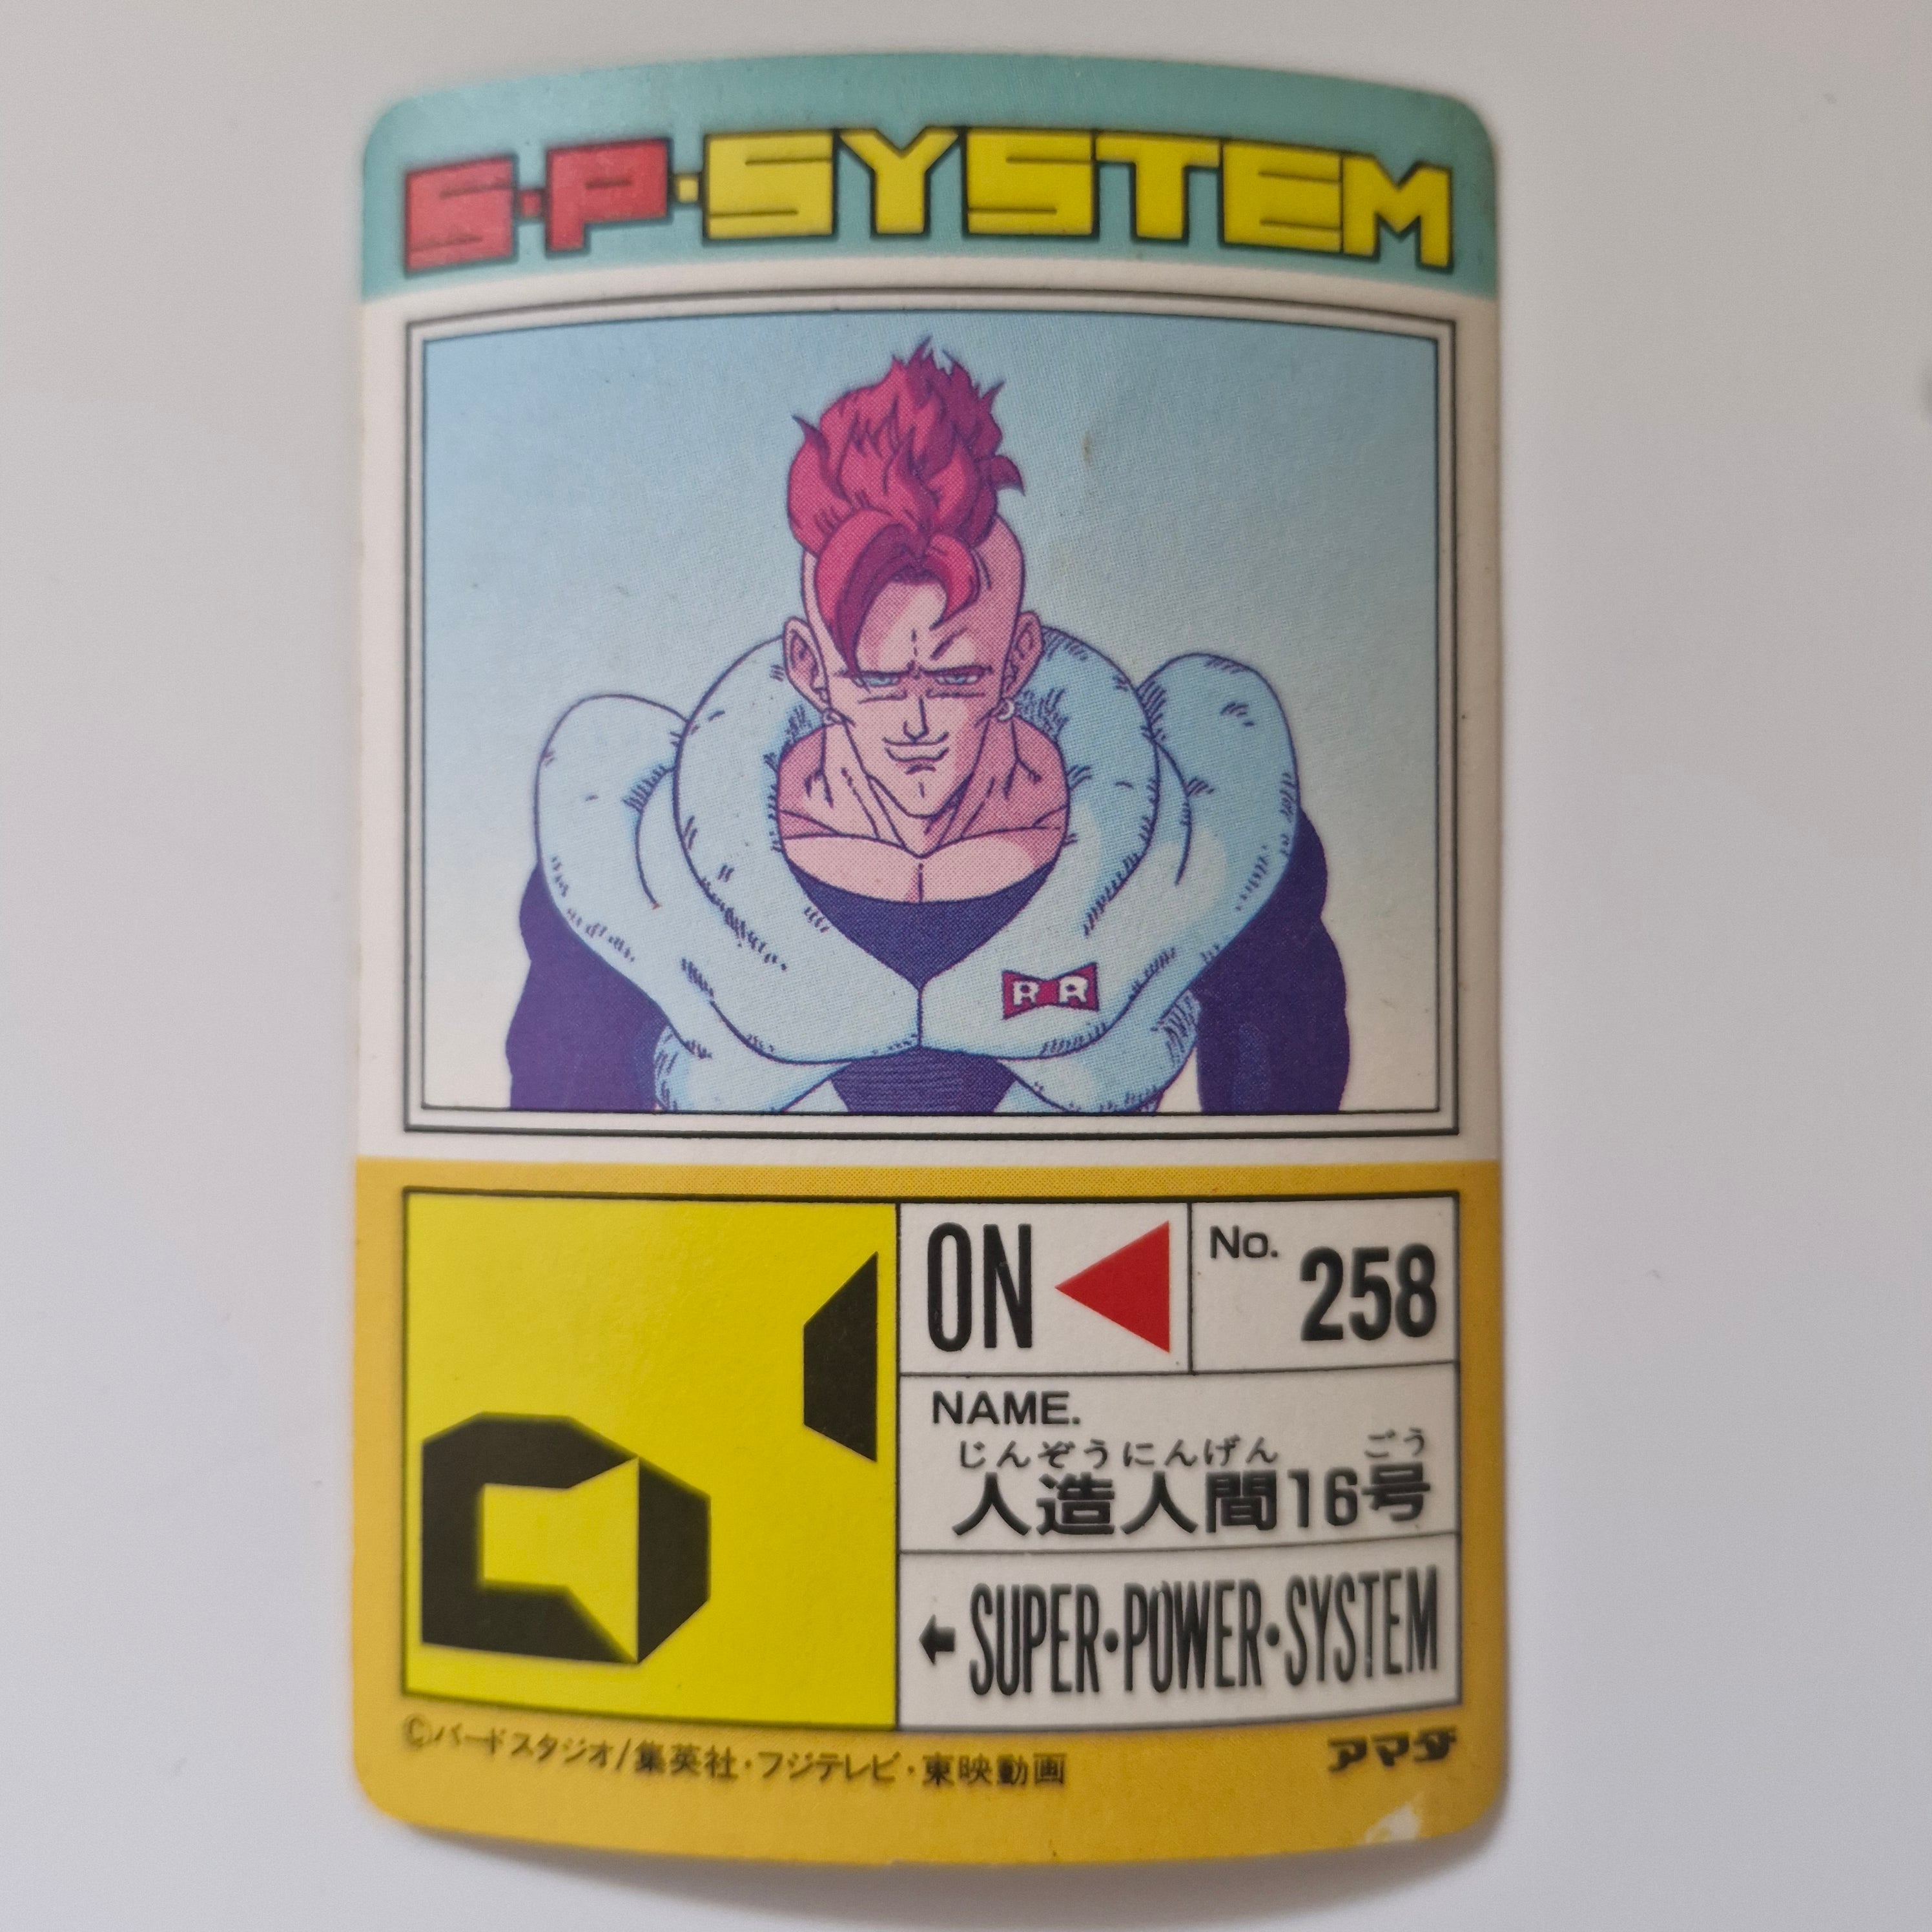 S·P·SYSTEM
RR
ON
No. 258
NAME.
じんぞうにんげん ごう
人造人間16号
SUPER·POWER·SYSTEM
©バードスタジオ/集英社・フジテレビ・東映動画
アマダ